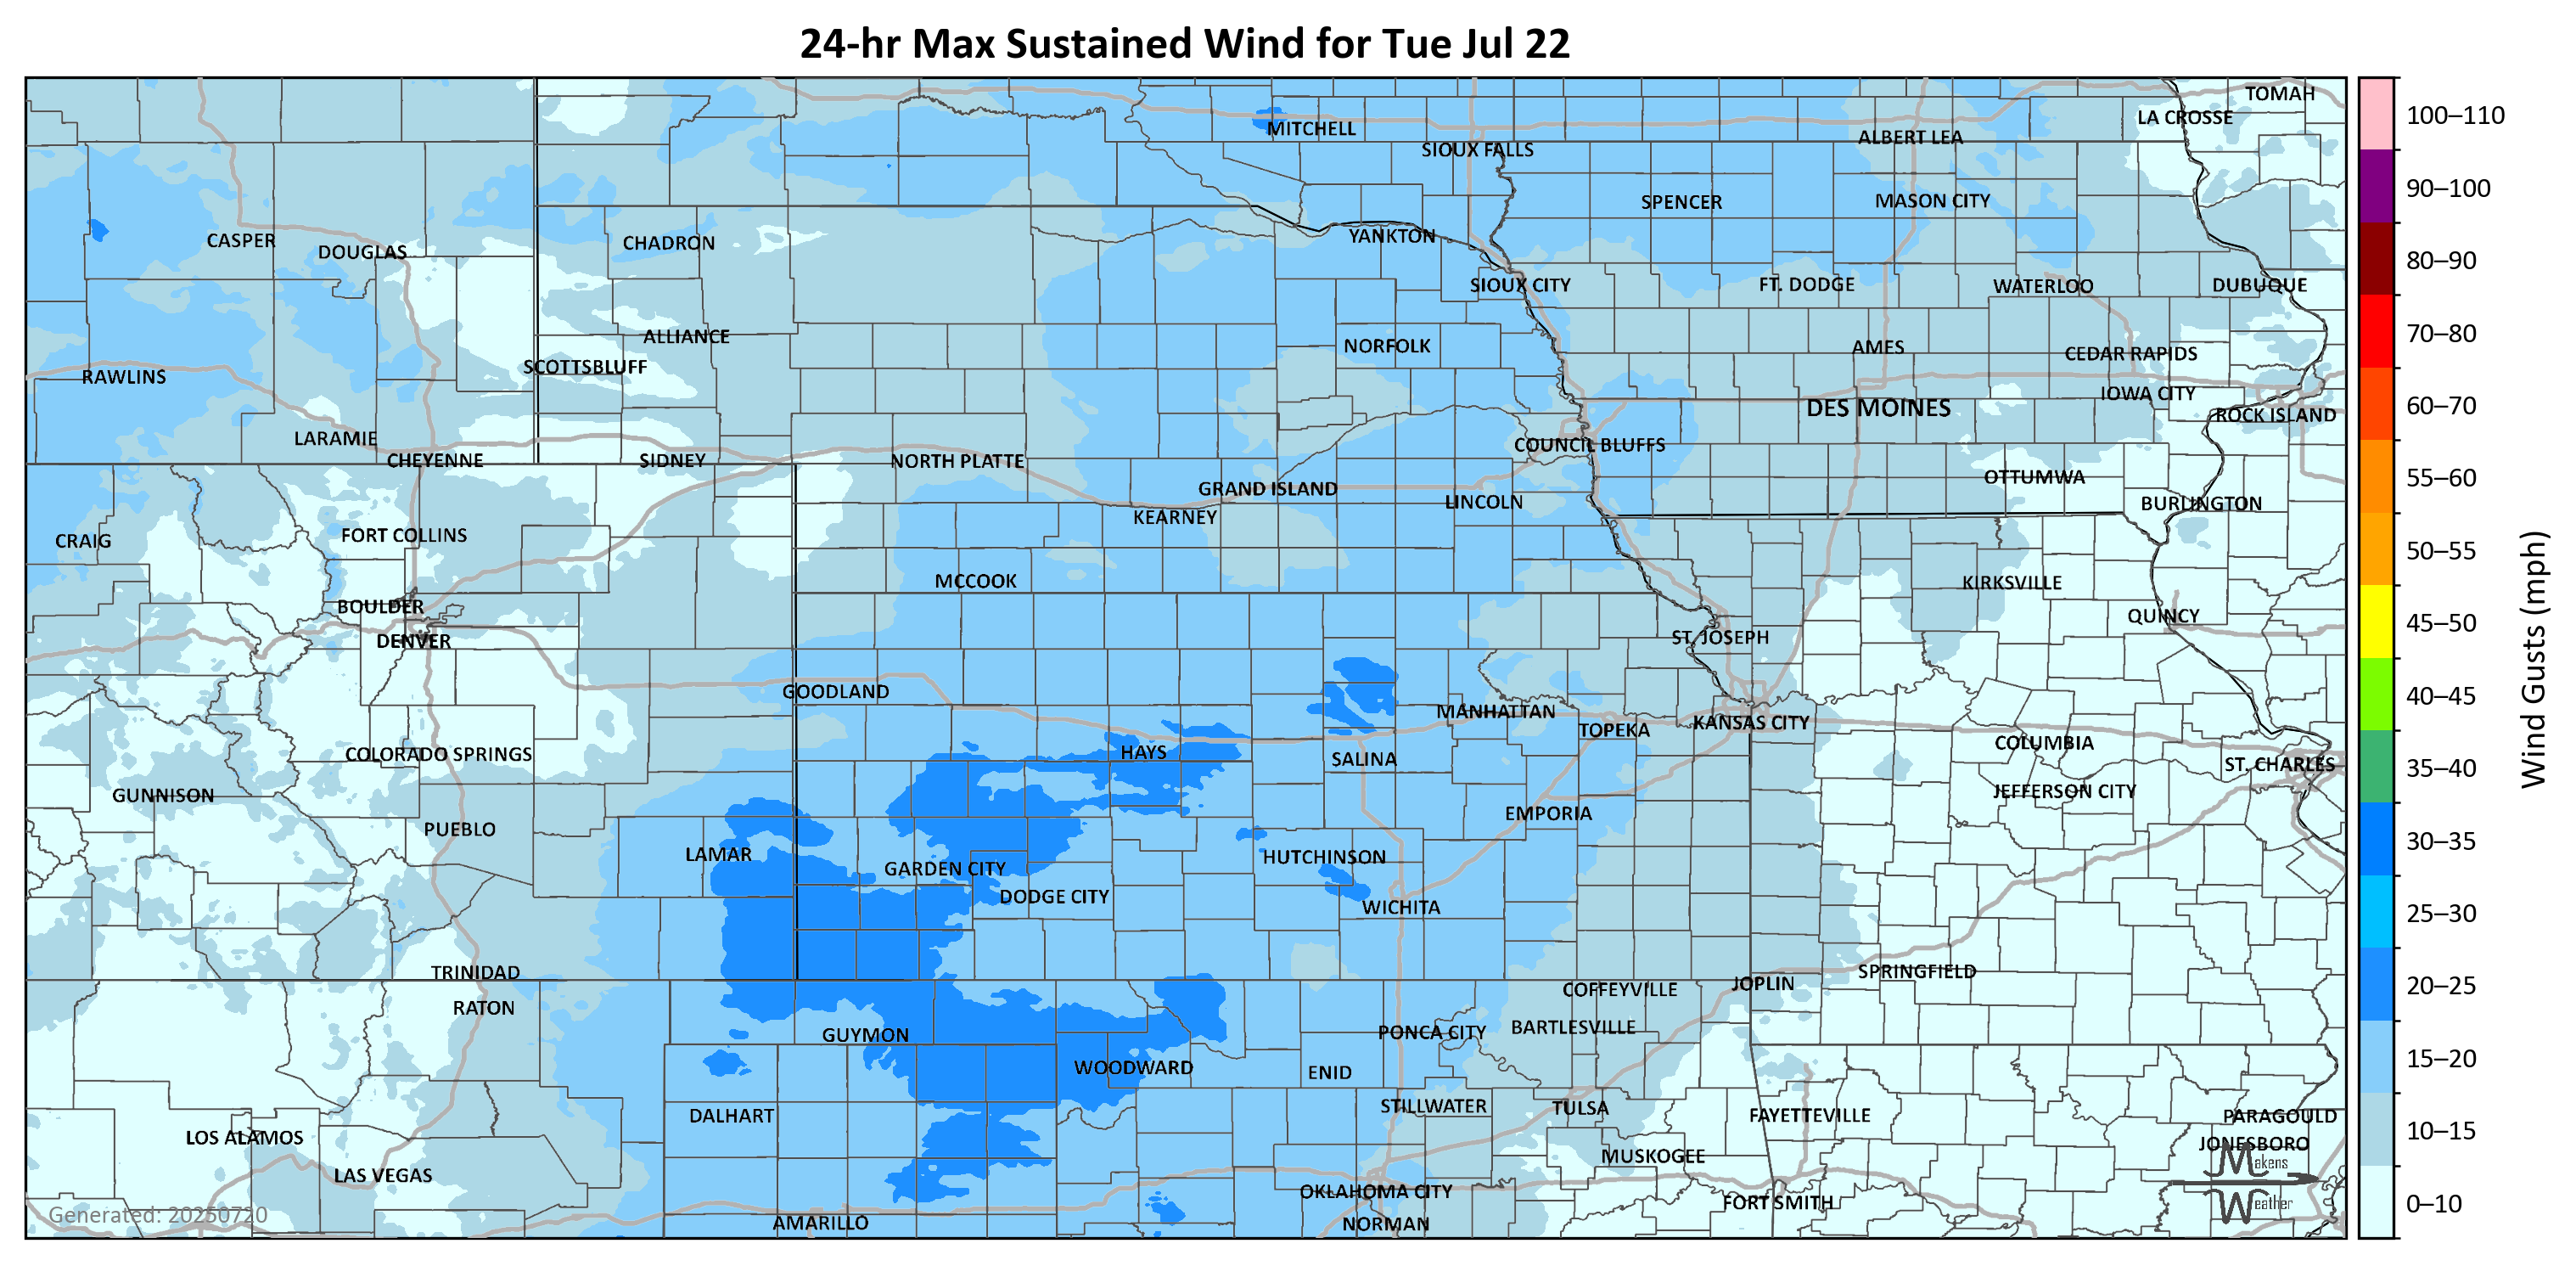 24-hr Max Sustained Wind for Tue Jul 22
TOMAH
LA CROSSE
MITCHELL
ALBERT LEA
SIOUX FALLS
SPENCER
MASON CITY
CASPER
DOUGLAS
CHADRON
YANKTON
SIOUX CITY
FT. DODGE
WATERLOO
DUBUQUE
ALLIANCE
NORFOLK
AMES
CEDAR RAPIDS
SCOTTSBLUFF
RAWLINS
IOWA CITY
DES MOINES
ROCK ISLAND
LARAMIE
COUNCIL BLUFFS
CHEYENNE
SIDNEY
NORTH PLATTE
OTTUMWA
GRAND ISLAND
LINCOLN
BURLINGTON
KEARNEY
CRAIG
FORT COLLINS
MCCOOK
KIRKSVILLE
BOULDER
QUINCY
DENVER
ST. JOSEPH
GOODLAND
MANHATTAN
TOPEKA
KANSAS CITY
COLUMBIA
COLORADO SPRINGS
HAYS
SALINA
ST. CHARLES
GUNNISON
JEFFERSON CITY
EMPORIA
PUEBLO
LAMAR
HUTCHINSON
GARDEN CITY
DODGE CITY
WICHITA
TRINIDAD
SPRINGFIELD
JOPLIN
COFFEYVILLE
RATON
GUYMON
PONCA CITY
BARTLESVILLE
WOODWARD
ENID
STILLWATER
TULSA
DALHART
FAYETTEVILLE
PARAGOULD
LOS ALAMOS
JONESBORO
MUSKOGEE
LAS VEGAS
OKLAHOMA CITY
FORT SMITH
AMARILLO
NORMAN
Makens
Weather
Generated: 20250720
100–110
90–100
80–90
70–80
60–70
55–60
50–55
45–50
40–45
35–40
30–35
25–30
20–25
15–20
10–15
0–10
Wind Gusts (mph)